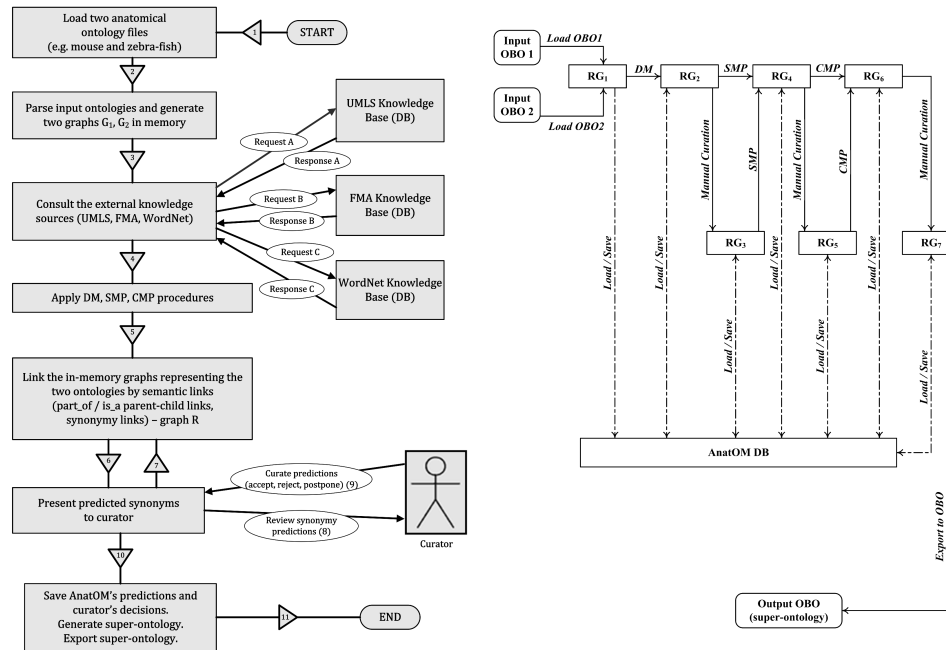 Load two anatomical
ontology files
(e.g. mouse and zebra-fish)
1
START
2
Parse input ontologies and generate
two graphs G₁, G₂ in memory
3
Consult the external knowledge
sources (UMLS, FMA, WordNet)
Request A
Response A
UMLS Knowledge
Base (DB)
Request B
Response B
FMA Knowledge
Base (DB)
Request C
Response C
WordNet Knowledge
Base (DB)
4
Apply DM, SMP, CMP procedures
5
Link the in-memory graphs representing the
two ontologies by semantic links
(part_of / is_a parent-child links,
synonymy links) – graph R
6
7
Present predicted synonyms
to curator
Curate predictions
(accept, reject, postpone) (9)
Review synonymy
predictions (8)
Curator
10
Save AnatOM's predictions and
curator's decisions.
Generate super-ontology.
Export super-ontology.
11
END
Input
OBO 1
Load OBO1
Input
OBO 2
Load OBO2
RG₁
DM
RG₂
SMP
RG₄
CMP
RG₆
Manual Curation
SMP
Manual Curation
CMP
Manual Curation
RG₃
RG₅
RG₇
Load / Save
Load / Save
Load / Save
Load / Save
Load / Save
Load / Save
Load / Save
AnatOM DB
Export to OBO
Output OBO
(super-ontology)